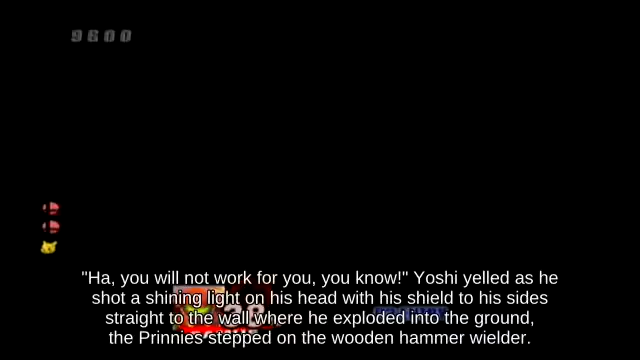 9600
"Ha, you will not work for you, you know!" Yoshi yelled as he
shot a shining light on his head with his shield to his sides
straight to the wall where he exploded into the ground,
the Prinnies stepped on the wooden hammer wielder.